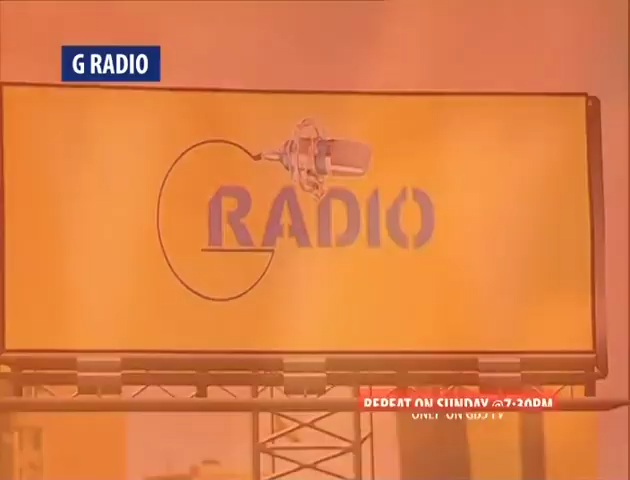 G RADIO
G RADIO
REPEAT ON SUNDAY @7:30PM
ONLY ON GBS TV